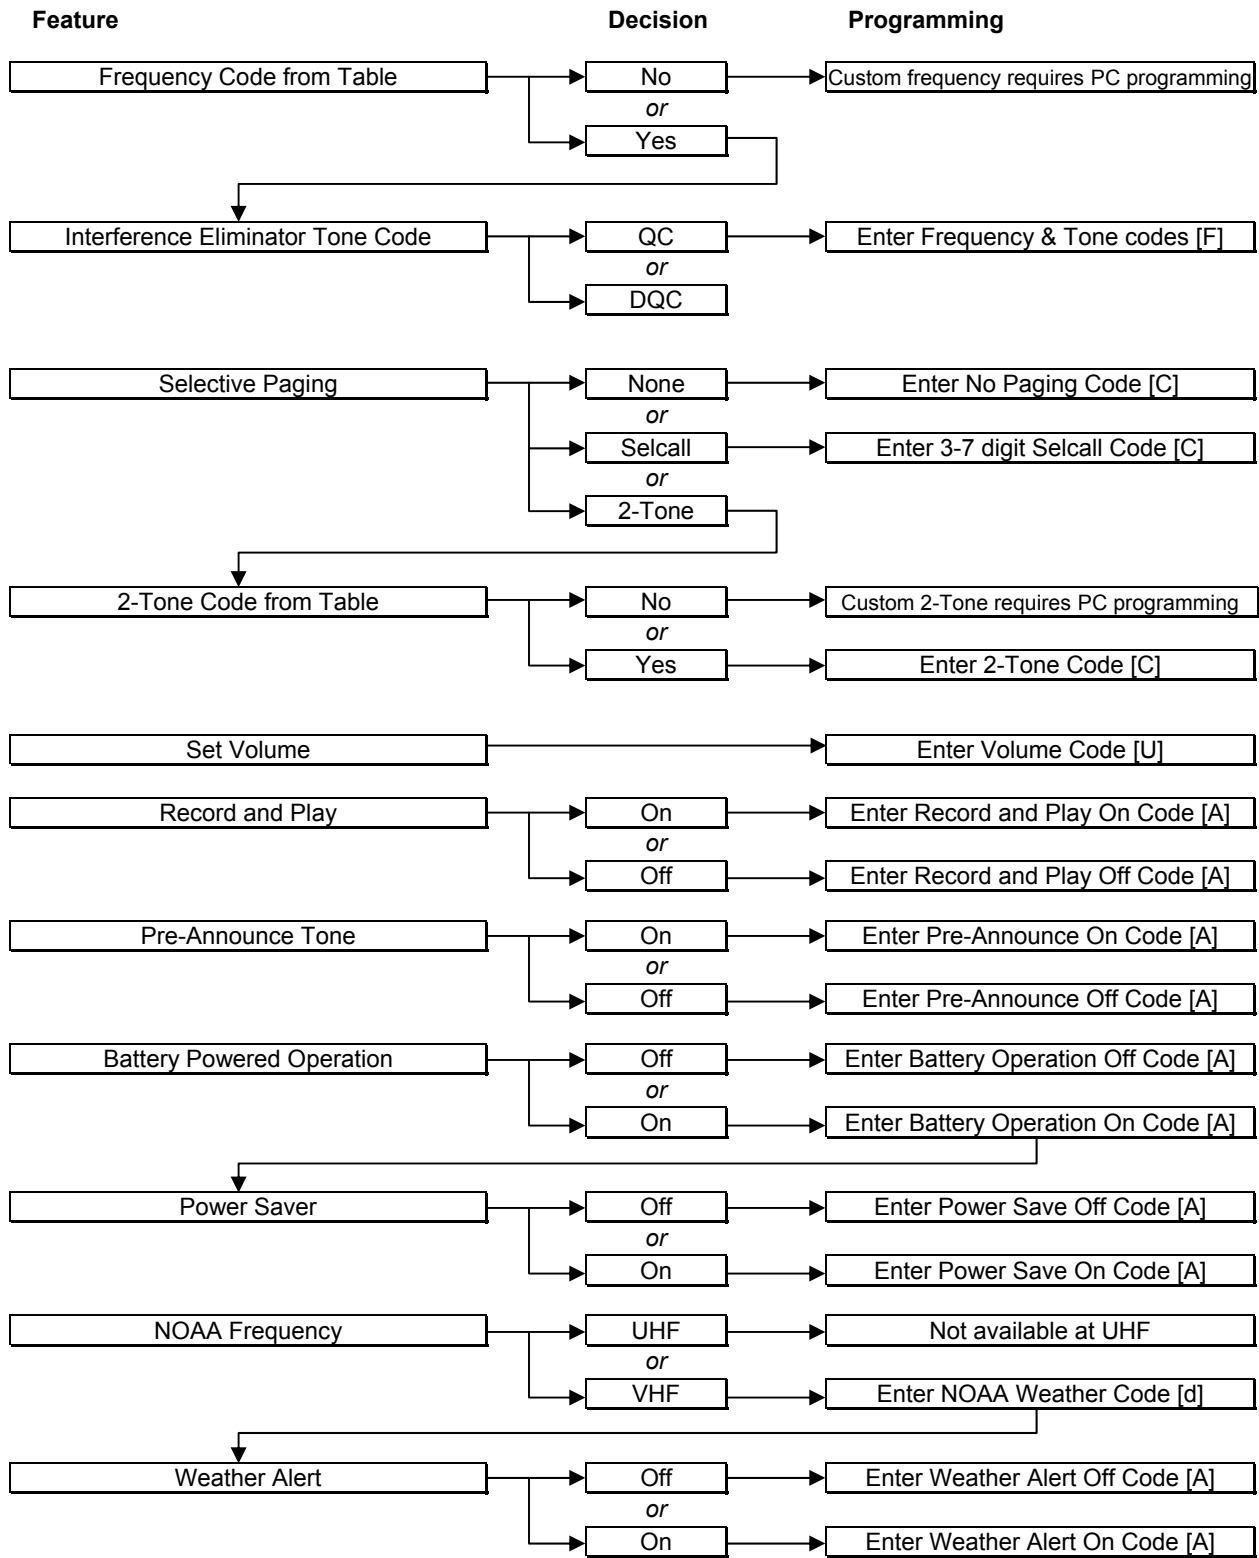 Feature Decision Programming
Frequency Code from Table No Custom frequency requires PC programming
or
Yes
Interference Eliminator Tone Code QC Enter Frequency & Tone codes [F]
or
DQC
Selective Paging None Enter No Paging Code [C]
or
Selcall Enter 3-7 digit Selcall Code [C]
or
2-Tone
2-Tone Code from Table No Custom 2-Tone requires PC programming
or
Yes Enter 2-Tone Code [C]
Set Volume Enter Volume Code [U]
Record and Play On Enter Record and Play On Code [A]
or
Off Enter Record and Play Off Code [A]
Pre-Announce Tone On Enter Pre-Announce On Code [A]
or
Off Enter Pre-Announce Off Code [A]
Battery Powered Operation Off Enter Battery Operation Off Code [A]
or
On Enter Battery Operation On Code [A]
Power Saver Off Enter Power Save Off Code [A]
or
On Enter Power Save On Code [A]
NOAA Frequency UHF Not available at UHF
or
VHF Enter NOAA Weather Code [d]
Weather Alert Off Enter Weather Alert Off Code [A]
or
On Enter Weather Alert On Code [A]